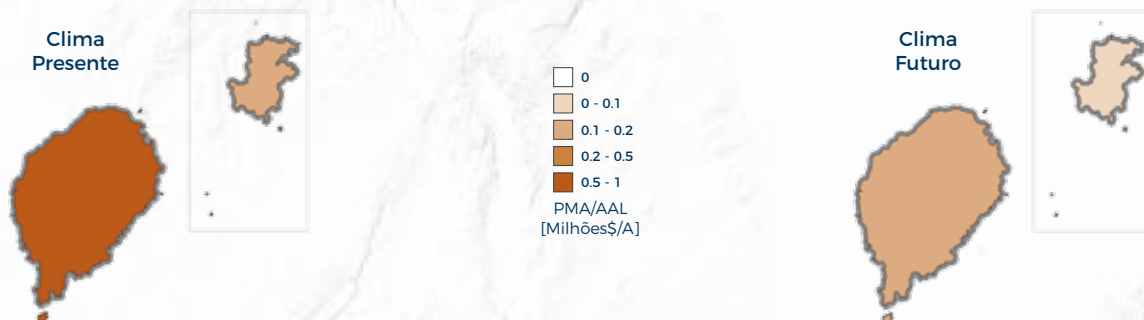 Clima
Presente
0
0 - 0.1
0.1 - 0.2
0.2 - 0.5
0.5 - 1
PMA/AAL
[Milhões$/A]
Clima
Futuro